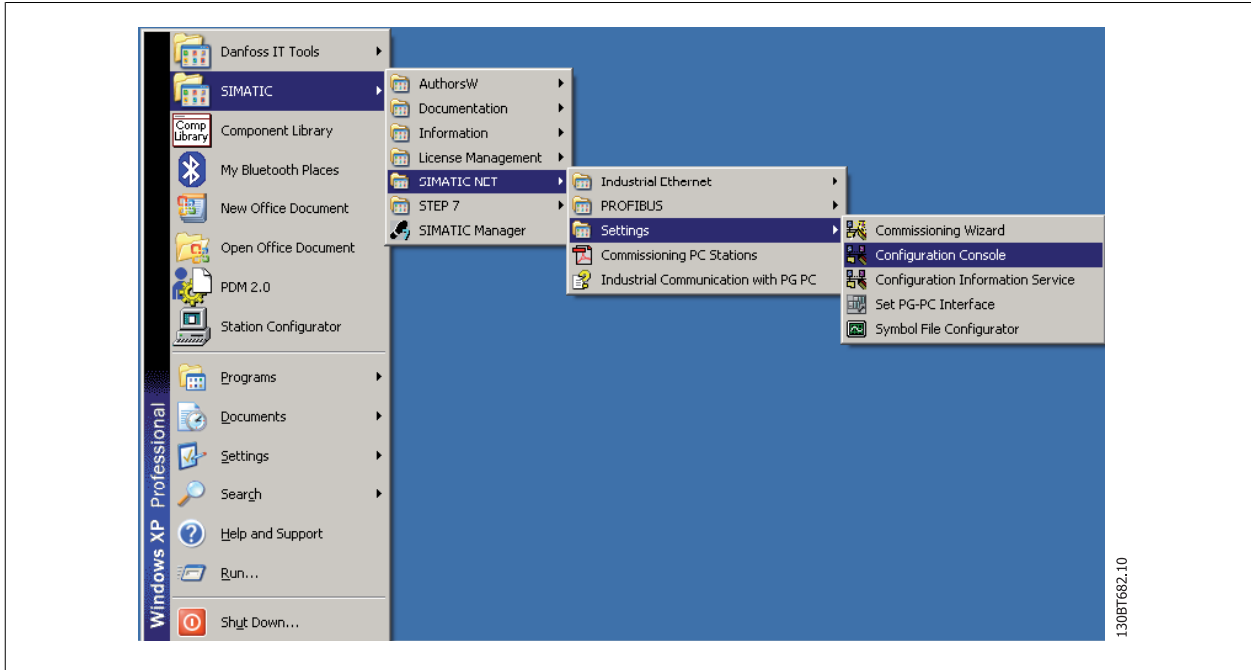 Danfoss IT Tools
SIMATIC
Comp Library
Component Library
My Bluetooth Places
New Office Document
Open Office Document
PDM 2.0
Station Configurator
Programs
Documents
Settings
Search
Help and Support
Run...
Shut Down...
Windows XP Professional
AuthorsW
Documentation
Information
License Management
SIMATIC NET
STEP 7
SIMATIC Manager
Industrial Ethernet
PROFIBUS
Settings
Commissioning PC Stations
Industrial Communication with PG PC
Commissioning Wizard
Configuration Console
Configuration Information Service
Set PG-PC Interface
Symbol File Configurator
130BT682.10